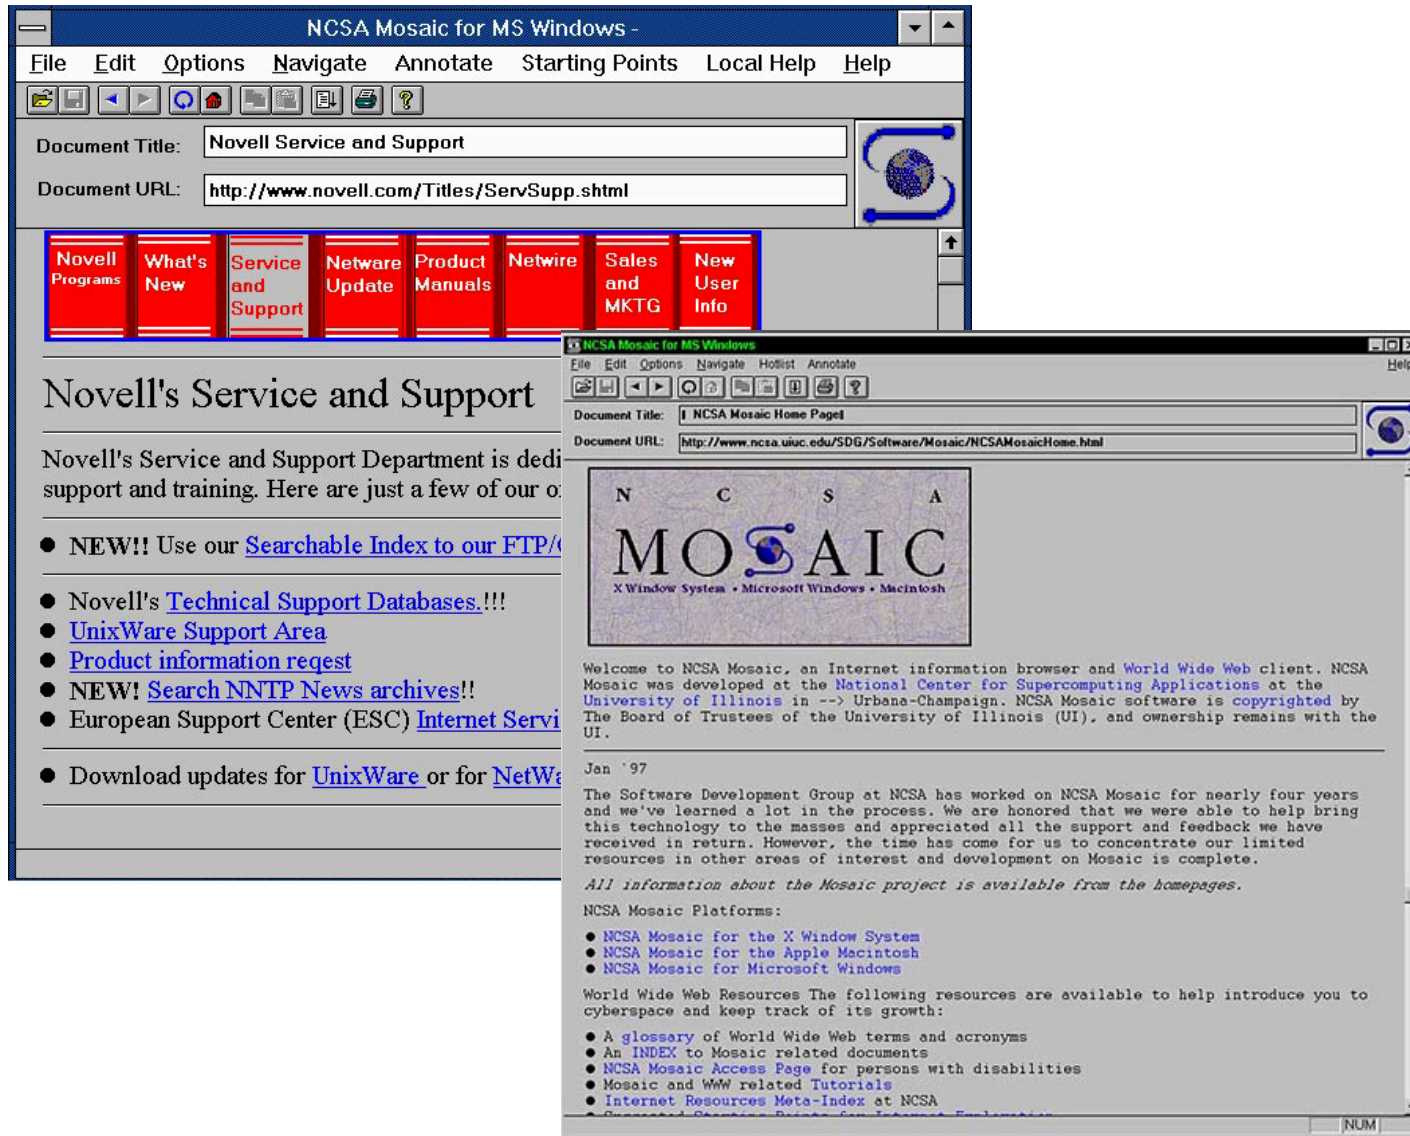 NCSA Mosaic for MS Windows -
File Edit Options Navigate Annotate Starting Points Local Help Help
Document Title: Novell Service and Support
Document URL: http://www.novell.com/Titles/ServSupp.shtml
Novell Programs
What's New
Service and Support
Netware Update
Product Manuals
Netwire
Sales and MKTG
New User Info
Novell's Service and Support
Novell's Service and Support Department is dedi
support and training. Here are just a few of our o
NEW!! Use our Searchable Index to our FTP/
Novell's Technical Support Databases.!!!
UnixWare Support Area
Product information reqest
NEW! Search NNTP News archives!!
European Support Center (ESC) Internet Servi
Download updates for UnixWare or for NetWa
NCSA Mosaic for MS Windows
File Edit Options Navigate Hotlist Annotate Help
Document Title: NCSA Mosaic Home Page
Document URL: http://www.ncsa.uiuc.edu/SDG/Software/Mosaic/NCSAMosaicHome.html
N C S A
MOSAIC
X Window System • Microsoft Windows • Macintosh
Welcome to NCSA Mosaic, an Internet information browser and World Wide Web client. NCSA
Mosaic was developed at the National Center for Supercomputing Applications at the
University of Illinois in --> Urbana-Champaign. NCSA Mosaic software is copyrighted by
The Board of Trustees of the University of Illinois (UI), and ownership remains with the
UI.
Jan `97
The Software Development Group at NCSA has worked on NCSA Mosaic for nearly four years
and we've learned a lot in the process. We are honored that we were able to help bring
this technology to the masses and appreciated all the support and feedback we have
received in return. However, the time has come for us to concentrate our limited
resources in other areas of interest and development on Mosaic is complete.
All information about the Mosaic project is available from the homepages.
NCSA Mosaic Platforms:
NCSA Mosaic for the X Window System
NCSA Mosaic for the Apple Macintosh
NCSA Mosaic for Microsoft Windows
World Wide Web Resources The following resources are available to help introduce you to
cyberspace and keep track of its growth:
A glossary of World Wide Web terms and acronyms
An INDEX to Mosaic related documents
NCSA Mosaic Access Page for persons with disabilities
Mosaic and WWW related Tutorials
Internet Resources Meta-Index at NCSA
Suggested Starting Points for Internet Exploration
NUM